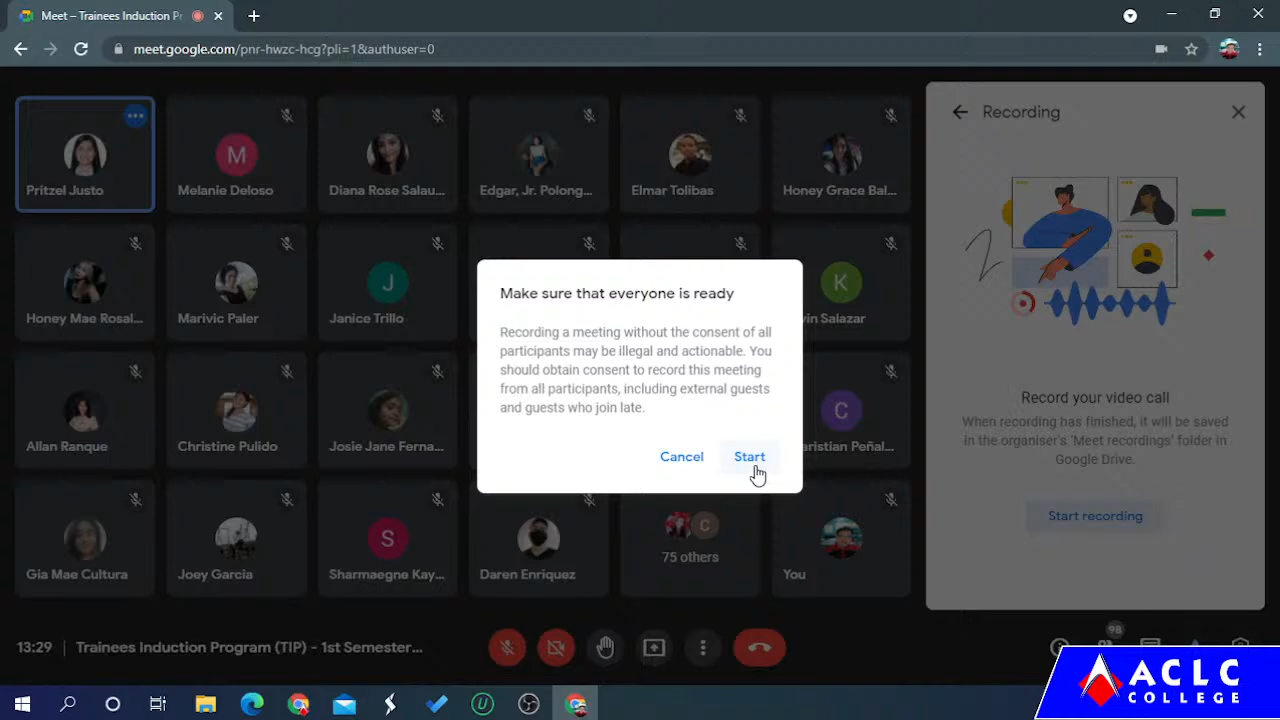 Meet – Trainees Induction Pr
meet.google.com/pnr-hwzc-hcg?pli=1&authuser=0
Pritzel Justo
M
Melanie Deloso
Diana Rose Salau...
Edgar, Jr. Polong...
Elmar Tolibas
Honey Grace Bal...
Honey Mae Rosal...
Marivic Paler
J
Janice Trillo
K
vin Salazar
Allan Ranque
Christine Pulido
Josie Jane Ferna...
C
aristian Peñal...
Gia Mae Cultura
Joey Garcia
S
Sharmaegne Kay...
Daren Enriquez
C
75 others
You
Make sure that everyone is ready
Recording a meeting without the consent of all
participants may be illegal and actionable. You
should obtain consent to record this meeting
from all participants, including external guests
and guests who join late.
Cancel
Start
Recording
Record your video call
When recording has finished, it will be saved
in the organiser's 'Meet recordings' folder in
Google Drive.
Start recording
13:29 | Trainees Induction Program (TIP) - 1st Semester...
98
ACLC
COLLEGE